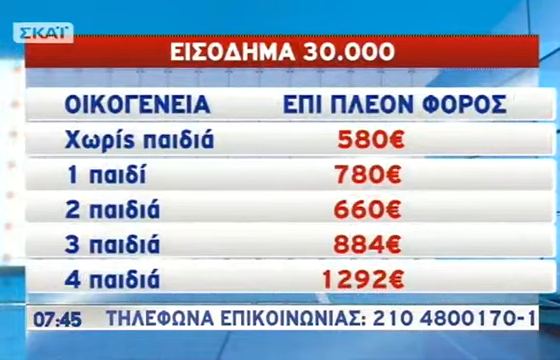 ΣΚΑΪ
ΕΙΣΟΔΗΜΑ 30.000
ΟΙΚΟΓΕΝΕΙΑ ΕΠΙ ΠΛΕΟΝ ΦΟΡΟΣ
Χωρίς παιδιά 580€
1 παιδί 780€
2 παιδιά 660€
3 παιδιά 884€
4 παιδιά 1292€
07:45 ΤΗΛΕΦΩΝΑ ΕΠΙΚΟΙΝΩΝΙΑΣ: 210 4800170-1